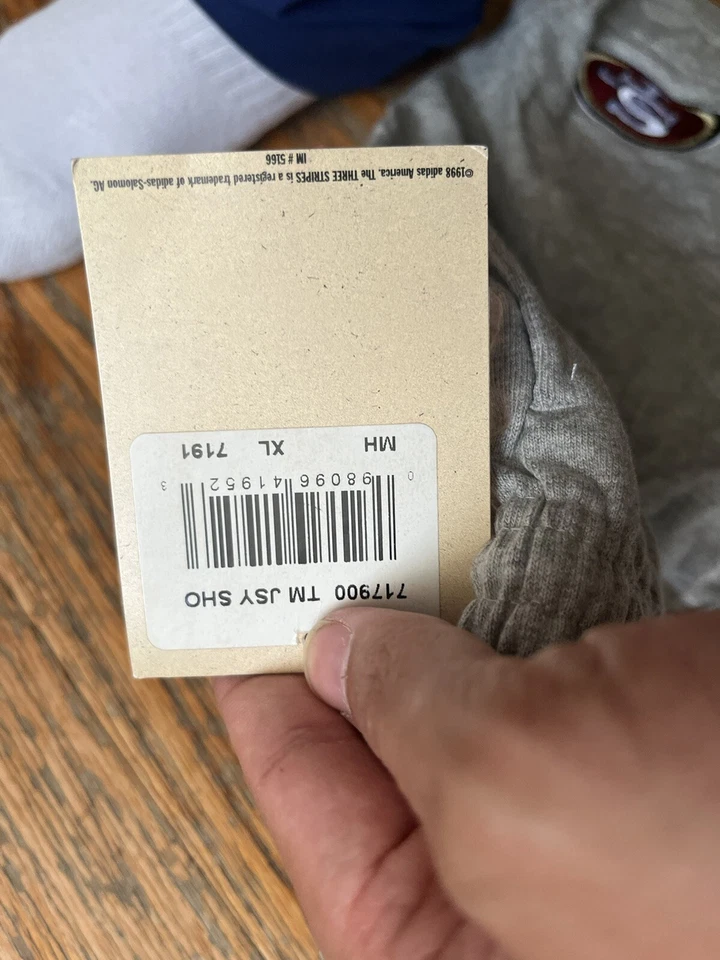 717900 TM JSY SHO
0 98096 41952 3
MH XL 7191
©1998 adidas America. The THREE STRIPES is a registered trademark of adidas-Salomon AG.
IM # 5166
SF